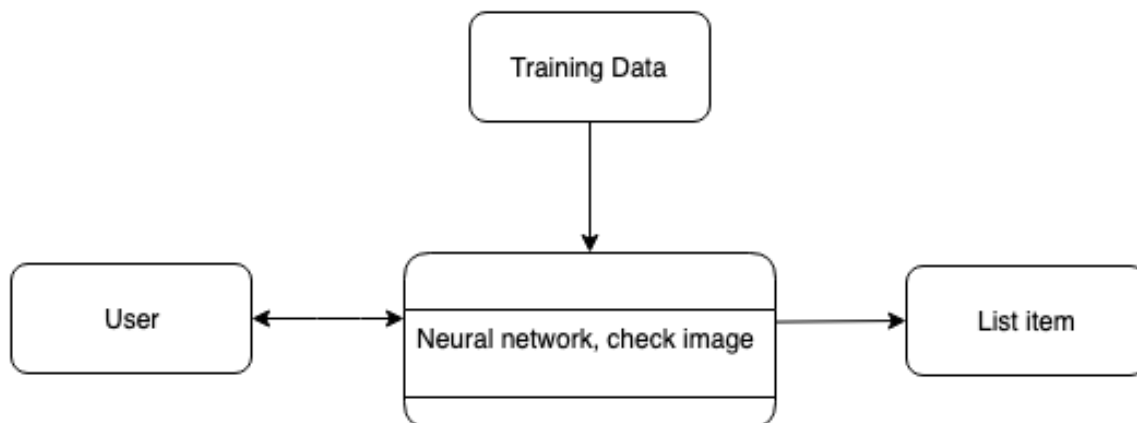 Training Data
User
Neural network, check image
List item